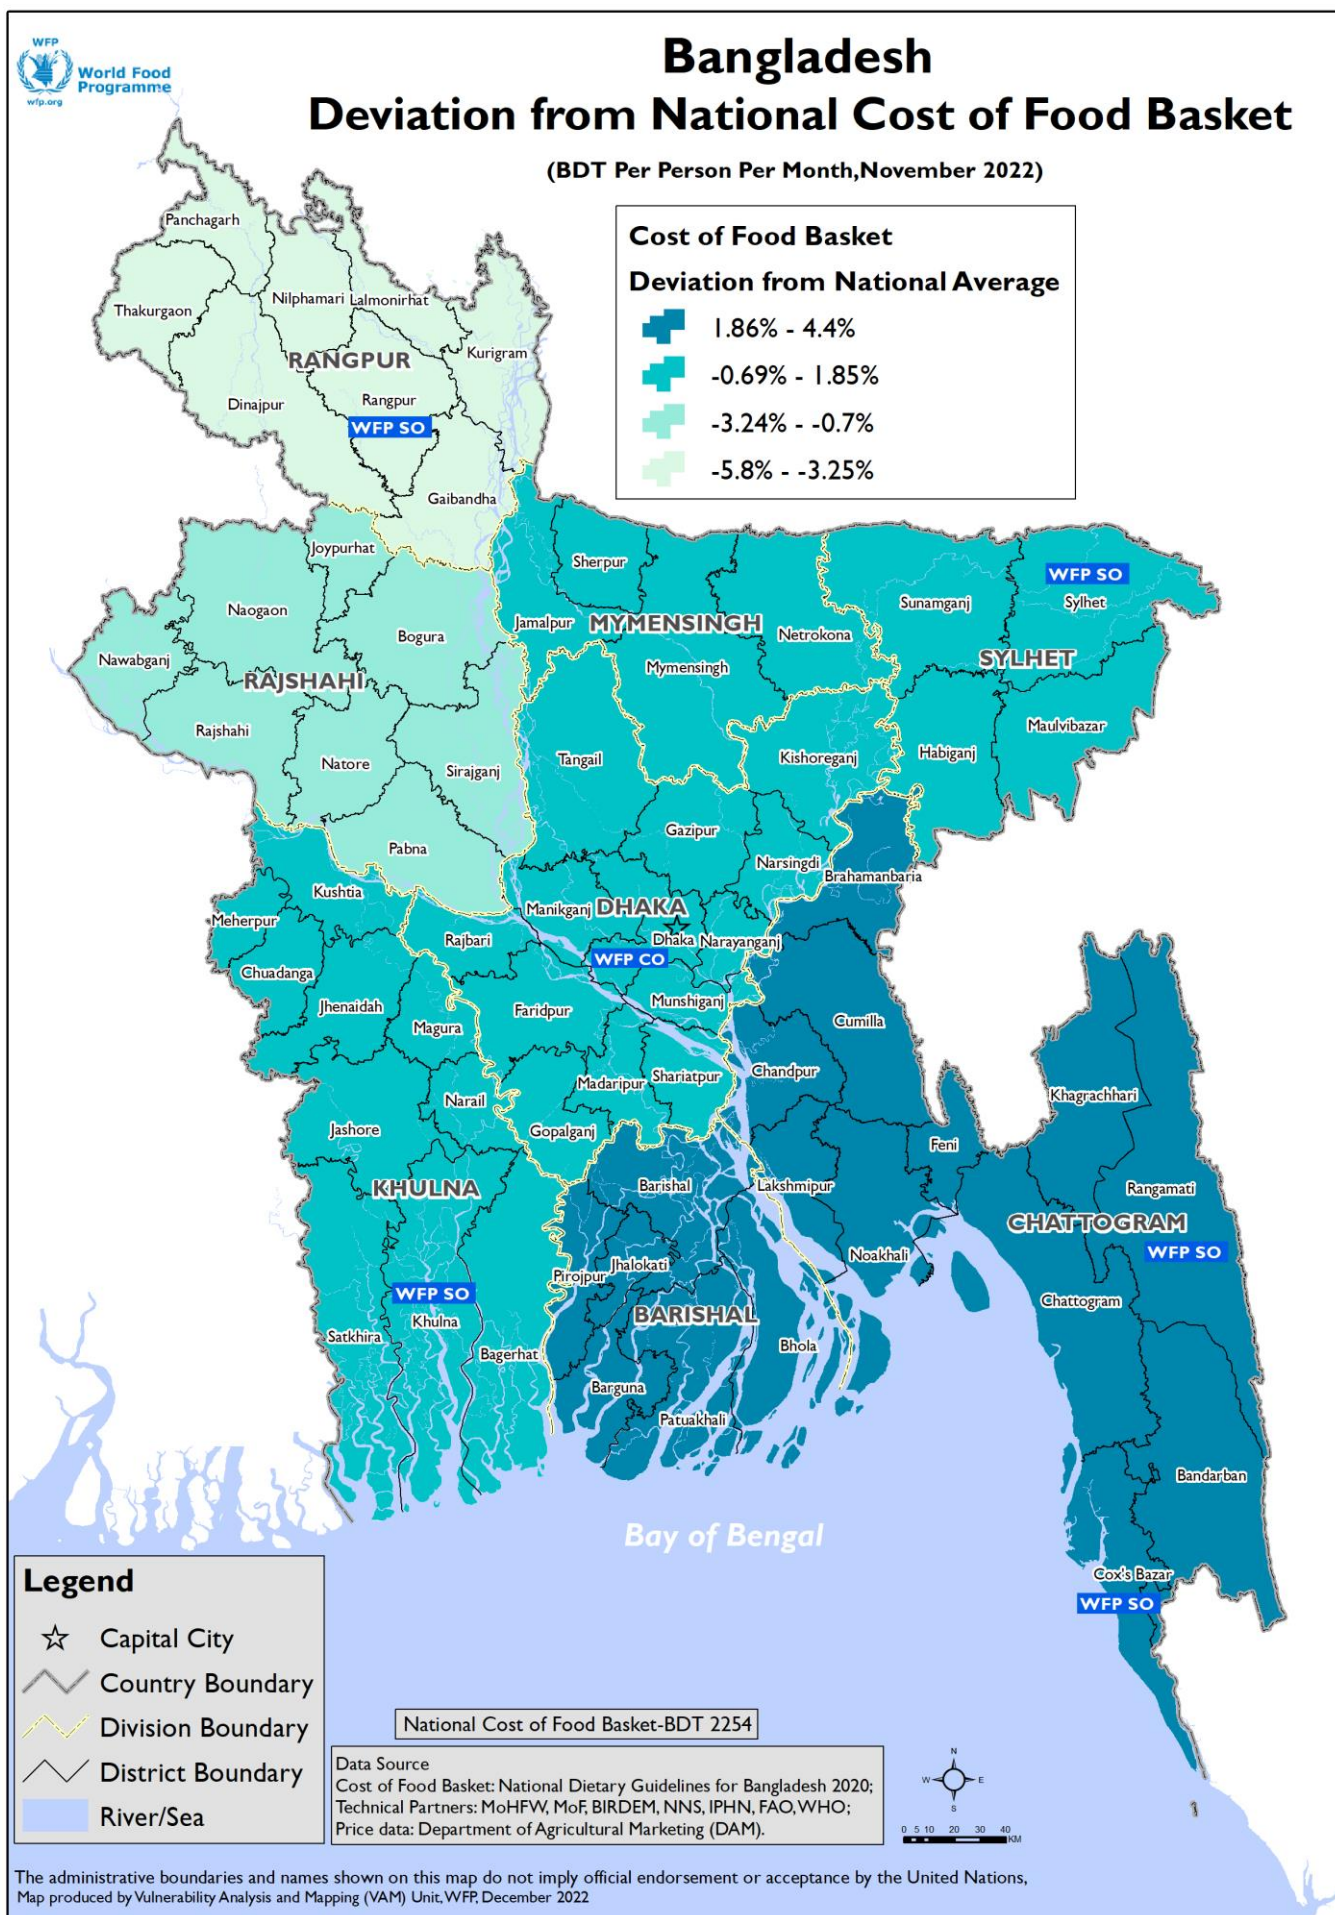 WFP
World Food
Programme
wfp.org
Bangladesh
Deviation from National Cost of Food Basket
(BDT Per Person Per Month,November 2022)
Cost of Food Basket
Deviation from National Average
1.86% - 4.4%
-0.69% - 1.85%
-3.24% - -0.7%
-5.8% - -3.25%
Panchagarh
Thakurgaon
Nilphamari
Lalmonirhat
Kurigram
RANGPUR
Dinajpur
Rangpur
WFP SO
Gaibandha
Joypurhat
Naogaon
Bogura
Nawabganj
RAJSHAHI
Rajshahi
Natore
Sirajganj
Pabna
Sherpur
Jamalpur
MYMENSINGH
Netrokona
Mymensingh
Sunamganj
WFP SO
Sylhet
SYLHET
Maulvibazar
Habiganj
Tangail
Kishoreganj
Gazipur
Narsingdi
Brahamanbaria
Manikganj
DHAKA
Dhaka
Narayanganj
WFP CO
Munshiganj
Rajbari
Faridpur
Shariatpur
Madaripur
Gopalganj
Kushtia
Meherpur
Chuadanga
Jhenaidah
Magura
Narail
Jashore
KHULNA
WFP SO
Khulna
Satkhira
Bagerhat
Cumilla
Chandpur
Feni
Lakshmipur
Noakhali
Khagrachhari
Rangamati
CHATTOGRAM
WFP SO
Chattogram
Barishal
Jhalokati
Pirojpur
BARISHAL
Bhola
Barguna
Patuakhali
Bandarban
Cox's Bazar
WFP SO
Bay of Bengal
Legend
Capital City
Country Boundary
Division Boundary
District Boundary
River/Sea
National Cost of Food Basket-BDT 2254
Data Source
Cost of Food Basket: National Dietary Guidelines for Bangladesh 2020;
Technical Partners: MoHFW, MoF, BIRDEM, NNS, IPHN, FAO, WHO;
Price data: Department of Agricultural Marketing (DAM).
N
W E
S
0 5 10 20 30 40
KM
The administrative boundaries and names shown on this map do not imply official endorsement or acceptance by the United Nations,
Map produced by Vulnerability Analysis and Mapping (VAM) Unit, WFP, December 2022